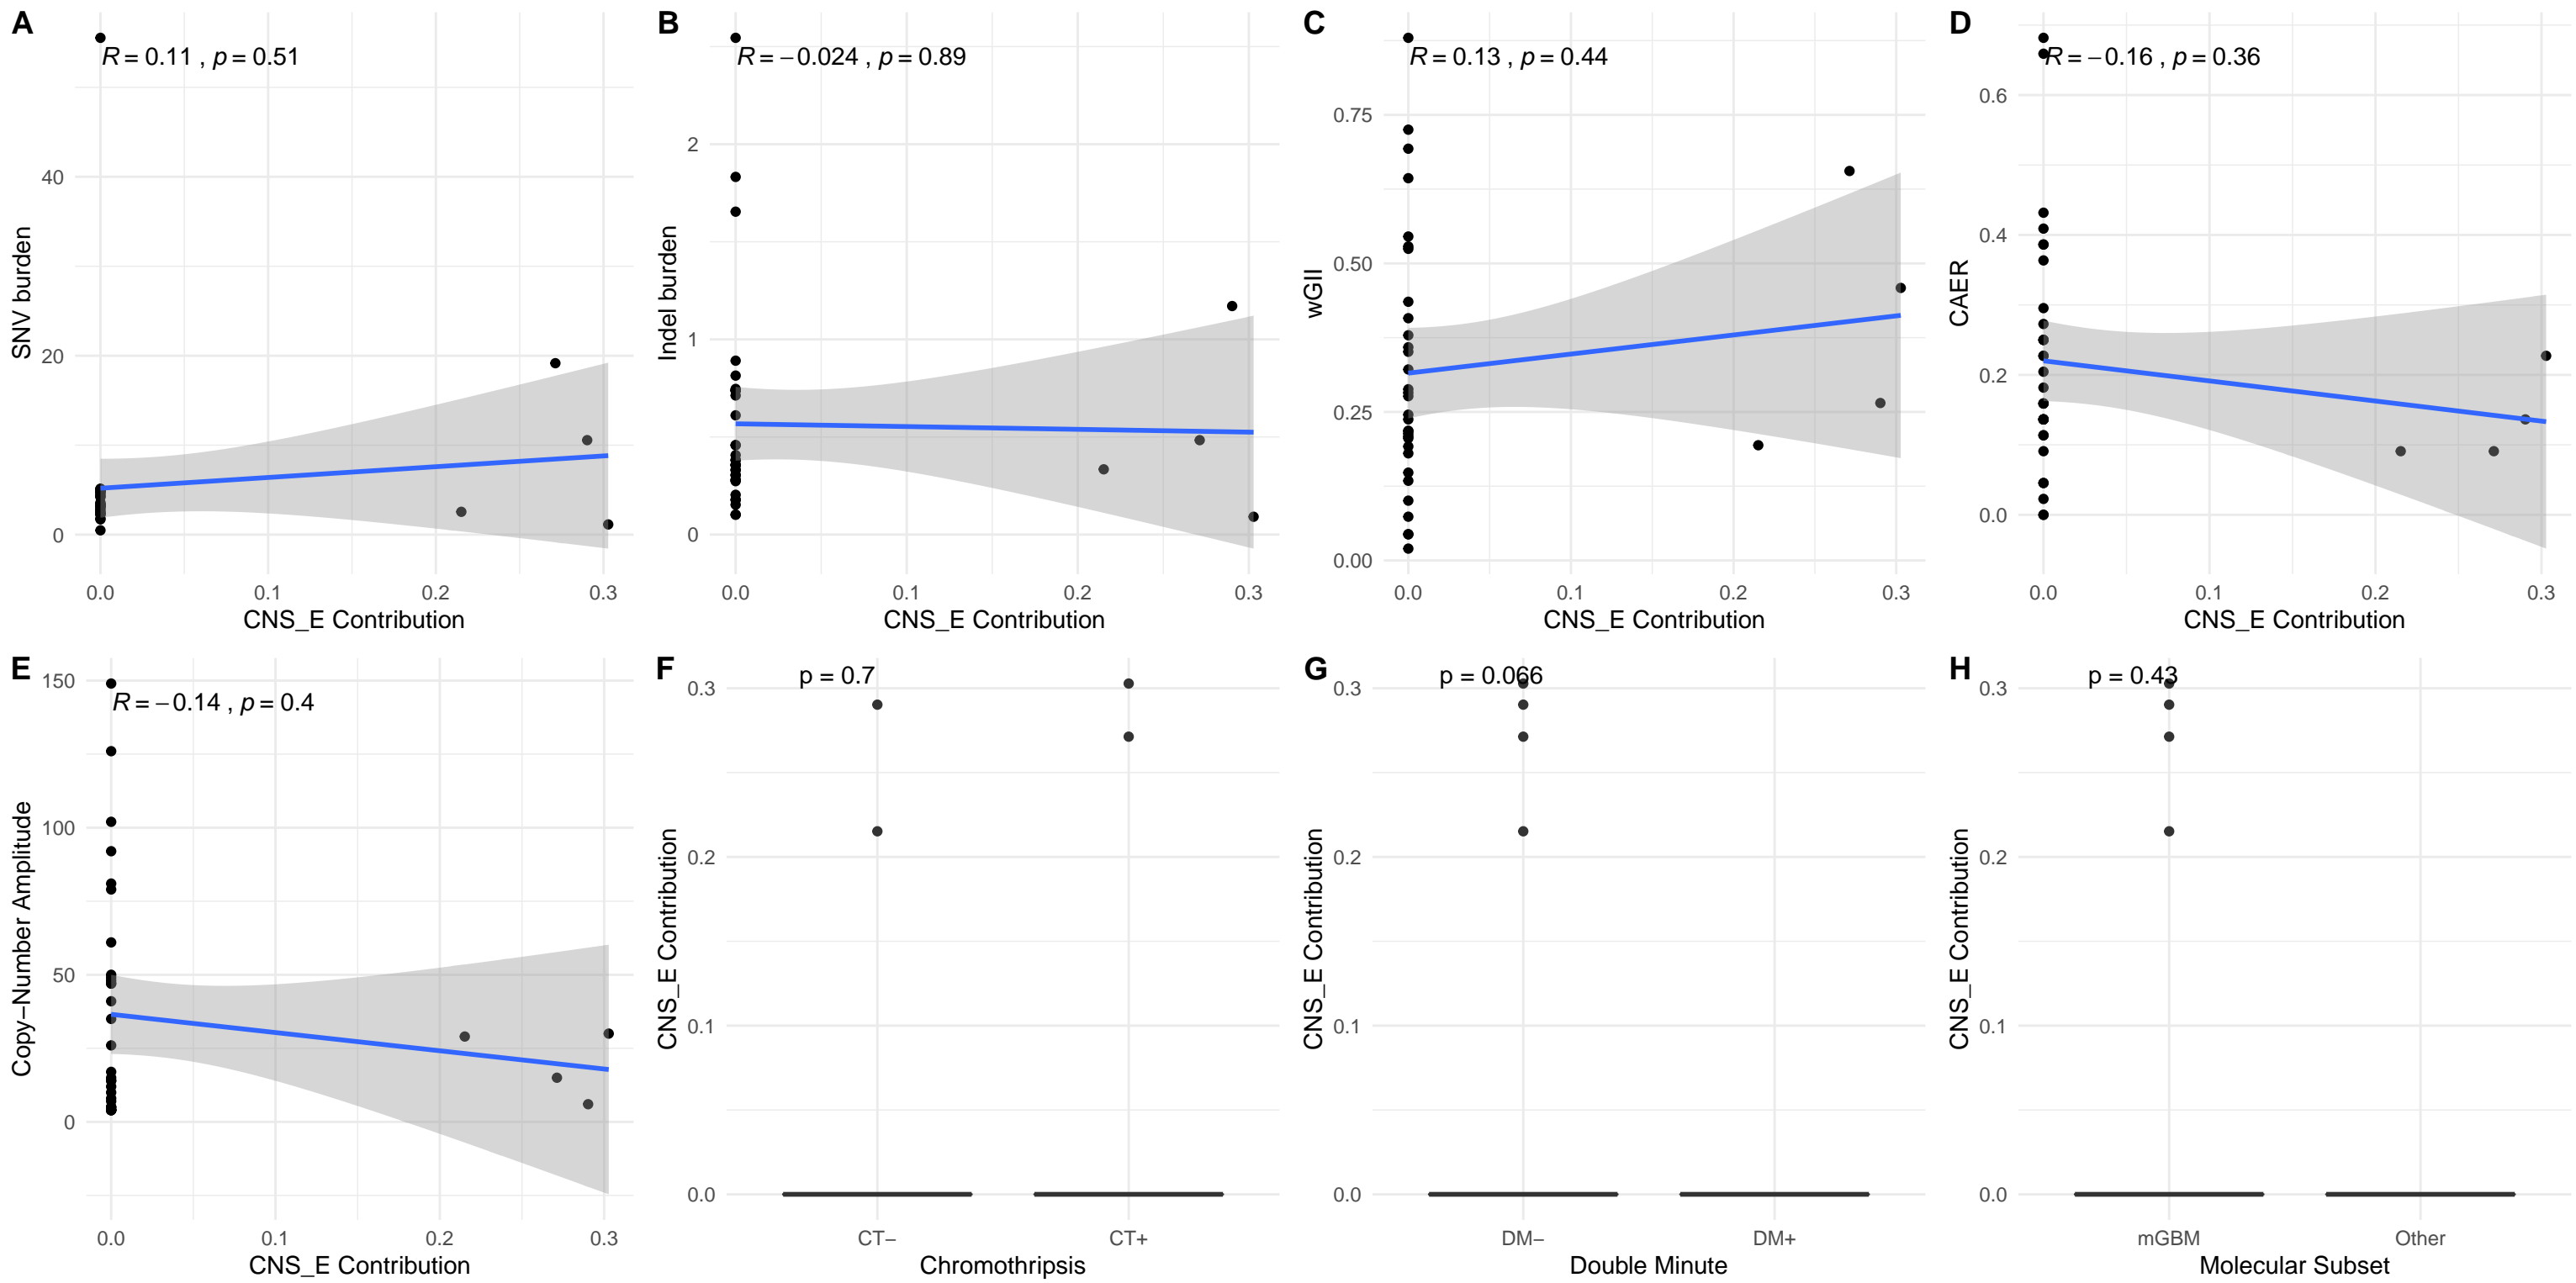 A
R = 0.11 , p = 0.51
SNV burden
40
20
0
0.0 0.1 0.2 0.3
CNS_E Contribution
B
R = −0.024 , p = 0.89
Indel burden
2
1
0
0.0 0.1 0.2 0.3
CNS_E Contribution
C
R = 0.13 , p = 0.44
wGII
0.75
0.50
0.25
0.00
0.0 0.1 0.2 0.3
CNS_E Contribution
D
R = −0.16 , p = 0.36
CAER
0.6
0.4
0.2
0.0
0.0 0.1 0.2 0.3
CNS_E Contribution
E
R = −0.14 , p = 0.4
Copy−Number Amplitude
150
100
50
0
0.0 0.1 0.2 0.3
CNS_E Contribution
F
p = 0.7
CNS_E Contribution
0.3
0.2
0.1
0.0
CT− CT+
Chromothripsis
G
p = 0.066
CNS_E Contribution
0.3
0.2
0.1
0.0
DM− DM+
Double Minute
H
p = 0.43
CNS_E Contribution
0.3
0.2
0.1
0.0
mGBM Other
Molecular Subset